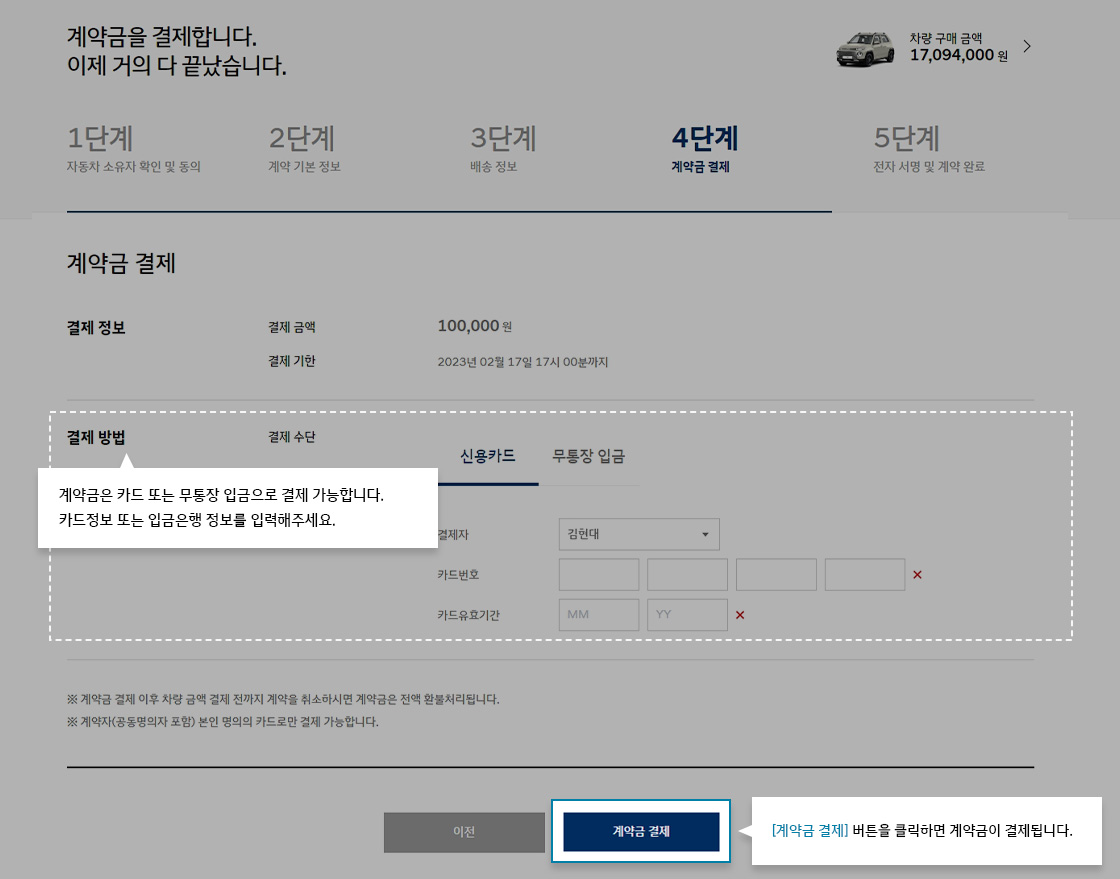 계약금을 결제합니다.
이제 거의 다 끝났습니다.
차량 구매 금액
17,094,000 원
1단계
자동차 소유자 확인 및 동의
2단계
계약 기본 정보
3단계
배송 정보
4단계
계약금 결제
5단계
전자 서명 및 계약 완료
계약금 결제
결제 정보
결제 금액
100,000 원
결제 기한
2023년 02월 17일 17시 00분까지
결제 방법
결제 수단
신용카드
무통장 입금
계약금은 카드 또는 무통장 입금으로 결제 가능합니다.
카드정보 또는 입금은행 정보를 입력해주세요.
결제자
김현대
카드번호
카드유효기간
MM
YY
※ 계약금 결제 이후 차량 금액 결제 전까지 계약을 취소하시면 계약금은 전액 환불처리됩니다.
※ 계약자(공동명의자 포함) 본인 명의의 카드로만 결제 가능합니다.
이전
계약금 결제
[계약금 결제] 버튼을 클릭하면 계약금이 결제됩니다.